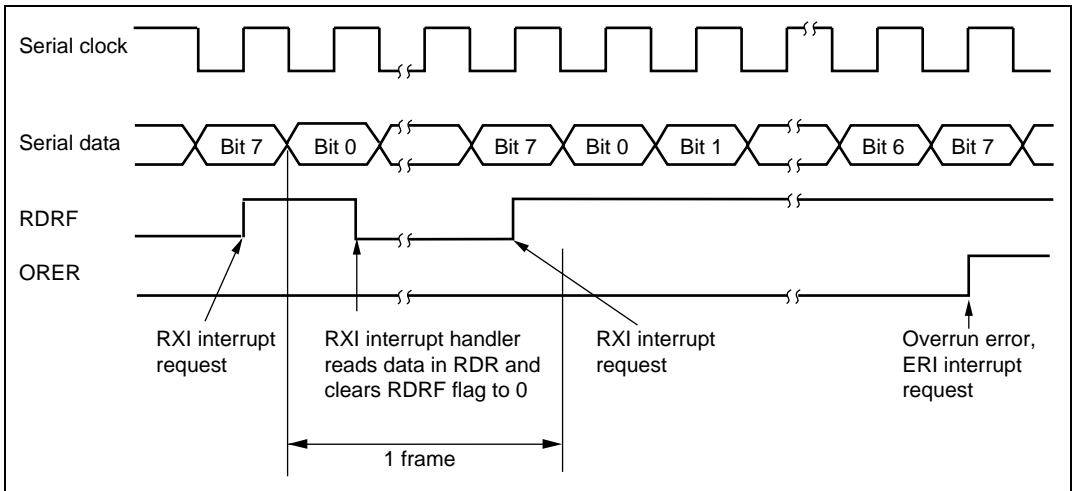 Serial clock
Serial data
Bit 7
Bit 0
Bit 7
Bit 0
Bit 1
Bit 6
Bit 7
RDRF
ORER
RXI interrupt
request
RXI interrupt handler
reads data in RDR and
clears RDRF flag to 0
RXI interrupt
request
Overrun error,
ERI interrupt
request
1 frame